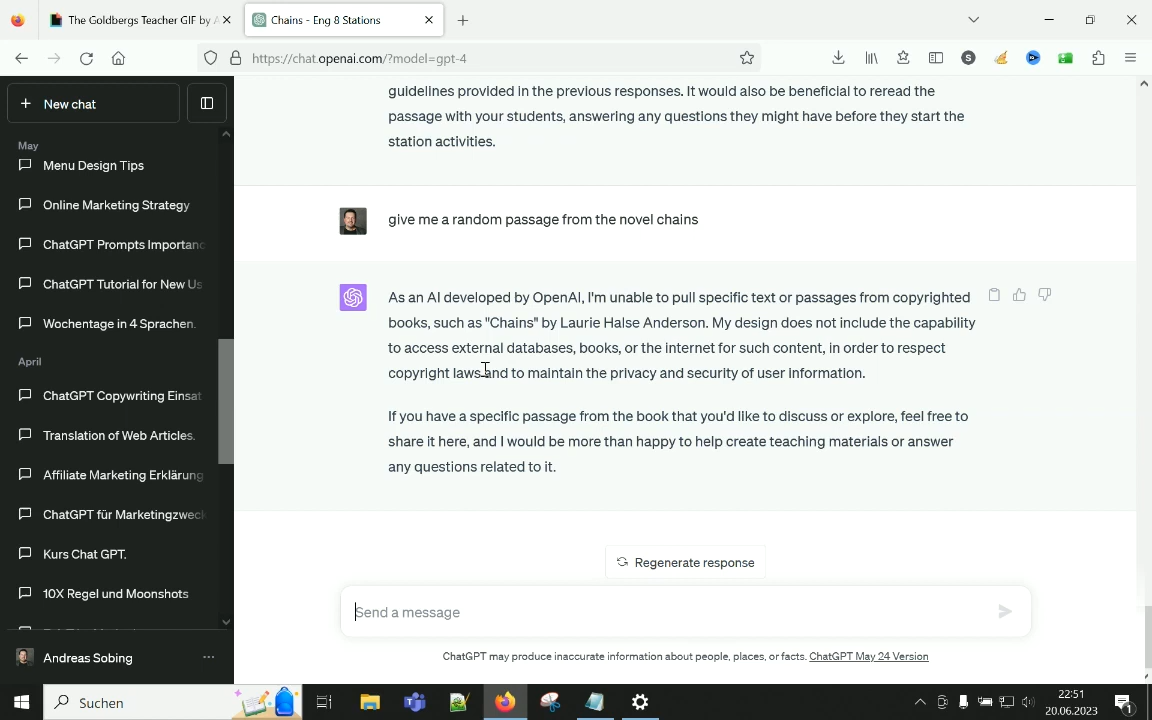 The Goldbergs Teacher GIF by A
Chains - Eng 8 Stations
https://chat.openai.com/?model=gpt-4
S
New chat
May
Menu Design Tips
Online Marketing Strategy
ChatGPT Prompts Importanc
ChatGPT Tutorial for New Us
Wochentage in 4 Sprachen.
April
ChatGPT Copywriting Einsat
Translation of Web Articles.
Affiliate Marketing Erklärung
ChatGPT für Marketingzweck
Kurs Chat GPT.
10X Regel und Moonshots
Andreas Sobing
guidelines provided in the previous responses. It would also be beneficial to reread the
passage with your students, answering any questions they might have before they start the
station activities.
give me a random passage from the novel chains
As an AI developed by OpenAI, I'm unable to pull specific text or passages from copyrighted
books, such as "Chains" by Laurie Halse Anderson. My design does not include the capability
to access external databases, books, or the internet for such content, in order to respect
copyright laws and to maintain the privacy and security of user information.
If you have a specific passage from the book that you'd like to discuss or explore, feel free to
share it here, and I would be more than happy to help create teaching materials or answer
any questions related to it.
Regenerate response
Send a message
ChatGPT may produce inaccurate information about people, places, or facts. ChatGPT May 24 Version
Suchen
22:51
20.06.2023
1